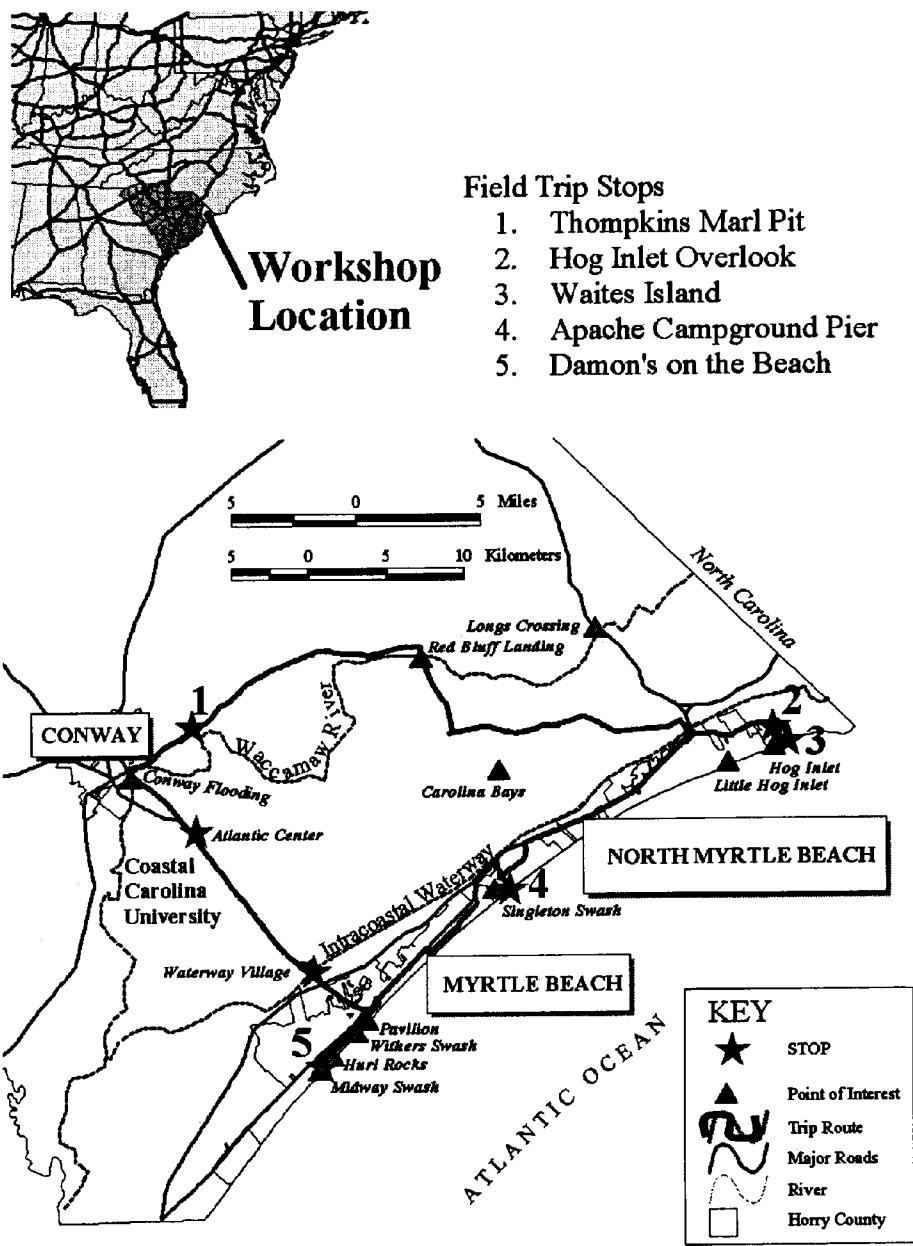 Workshop
Location
Field Trip Stops
1. Thompkins Marl Pit
2. Hog Inlet Overlook
3. Waites Island
4. Apache Campground Pier
5. Damon's on the Beach
5 0 5 Miles
5 0 5 10 Kilometers
North Carolina
Longs Crossing
Red Bluff Landing
1
CONWAY
Waccamaw River
Conway Flooding
2
3
Hog Inlet
Little Hog Inlet
Carolina Bays
Atlantic Center
Coastal
Carolina
University
NORTH MYRTLE BEACH
Intracoastal Waterway
4
Singleton Swash
Waterway Village
MYRTLE BEACH
5
Pavilion
Withers Swash
Hurl Rocks
Midway Swash
ATLANTIC OCEAN
KEY
STOP
Point of Interest
Trip Route
Major Roads
River
Horry County